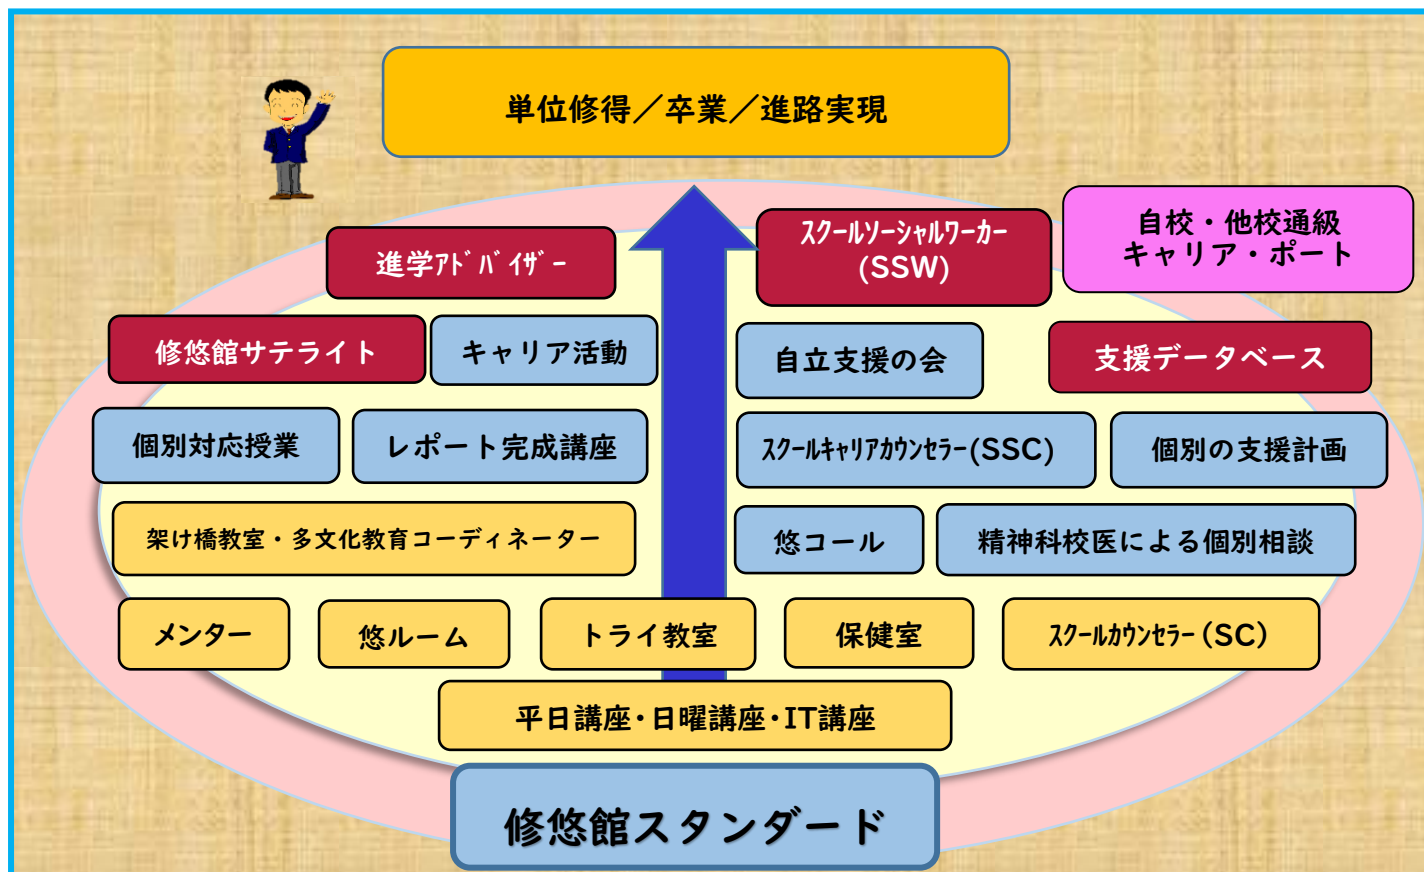 単位修得／卒業／進路実現
進学ｱﾄﾞﾊﾞｲｻﾞｰ
ｽｸｰﾙｿｰｼｬﾙﾜｰｶｰ
(SSW)
自校・他校通級
キャリア・ポート
修悠館サテライト
キャリア活動
自立支援の会
支援データベース
個別対応授業
レポート完成講座
ｽｸｰﾙｷｬﾘｱｶｳﾝｾﾗｰ(SSC)
個別の支援計画
架け橋教室・多文化教育コーディネーター
悠コール
精神科校医による個別相談
メンター
悠ルーム
トライ教室
保健室
ｽｸｰﾙｶｳﾝｾﾗｰ(SC)
平日講座･日曜講座･IT講座
修悠館スタンダード